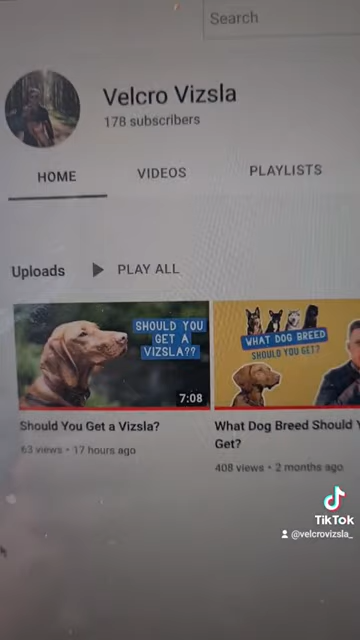 Search
Velcro Vizsla
178 subscribers
HOME
VIDEOS
PLAYLISTS
Uploads
PLAY ALL
SHOULD YOU
GET A
VIZSLA??
7:08
WHAT DOG BREED
SHOULD YOU GET?
Should You Get a Vizsla?
63 views • 17 hours ago
What Dog Breed Should Y
Get?
408 views • 2 months ago
TikTok
@velcrovizsla_